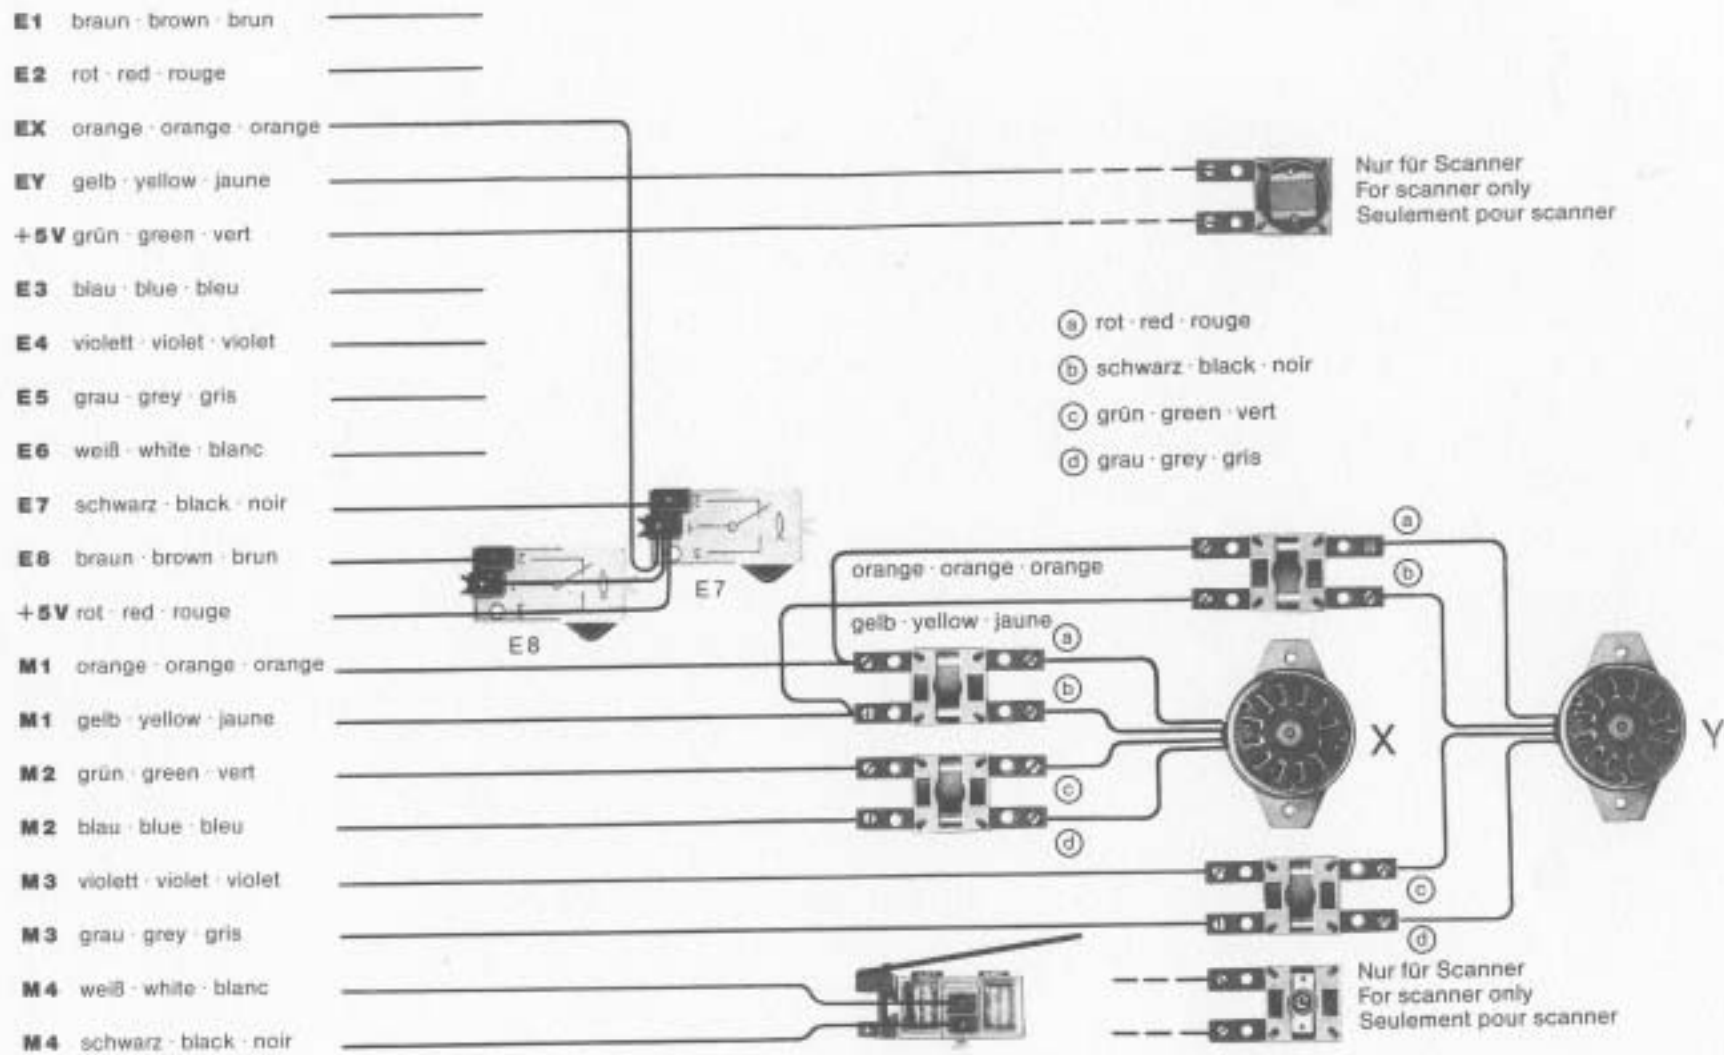 E1 braun · brown · brun
E2 rot · red · rouge
EX orange · orange · orange
EY gelb · yellow · jaune
+5V grün · green · vert
E3 blau · blue · bleu
E4 violett · violet · violet
E5 grau · grey · gris
E6 weiß · white · blanc
E7 schwarz · black · noir
E8 braun · brown · brun
+5V rot · red · rouge
M1 orange · orange · orange
M1 gelb · yellow · jaune
M2 grün · green · vert
M2 blau · blue · bleu
M3 violett · violet · violet
M3 grau · grey · gris
M4 weiß · white · blanc
M4 schwarz · black · noir
Nur für Scanner
For scanner only
Seulement pour scanner
a rot · red · rouge
b schwarz · black · noir
c grün · green · vert
d grau · grey · gris
E7
E8
orange · orange · orange
gelb · yellow · jaune
a
b
a
b
c
d
X
Y
c
d
Nur für Scanner
For scanner only
Seulement pour scanner